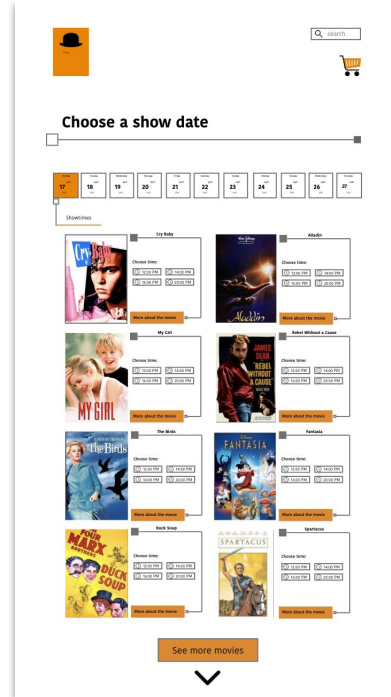 search
Choose a show date
17 18 19 20 21 22 23 24 25 26 27
Showtimes
Cry Baby
Cry-Baby
Choose time:
12:00 PM 14:00 PM
16:00 PM 20:00 PM
More about the movie
Alladin
Walt Disney
Aladdin
Choose time:
12:00 PM 14:00 PM
16:00 PM 20:00 PM
More about the movie
My Girl
MY GIRL
Choose time:
12:00 PM 14:00 PM
16:00 PM 20:00 PM
More about the movie
Rebel Without a Cause
JAMES
DEAN
REBEL
WITHOUT
A CAUSE
Choose time:
12:00 PM 14:00 PM
16:00 PM 20:00 PM
More about the movie
The Birds
The Birds
Choose time:
12:00 PM 14:00 PM
16:00 PM 20:00 PM
More about the movie
Fantasia
FANTASIA
Choose time:
12:00 PM 14:00 PM
16:00 PM 20:00 PM
More about the movie
Duck Soup
FOUR
MARX
BROTHERS
DUCK
SOUP
Choose time:
12:00 PM 14:00 PM
16:00 PM 20:00 PM
More about the movie
Spartacus
SPARTACUS
Choose time:
12:00 PM 14:00 PM
16:00 PM 20:00 PM
More about the movie
See more movies